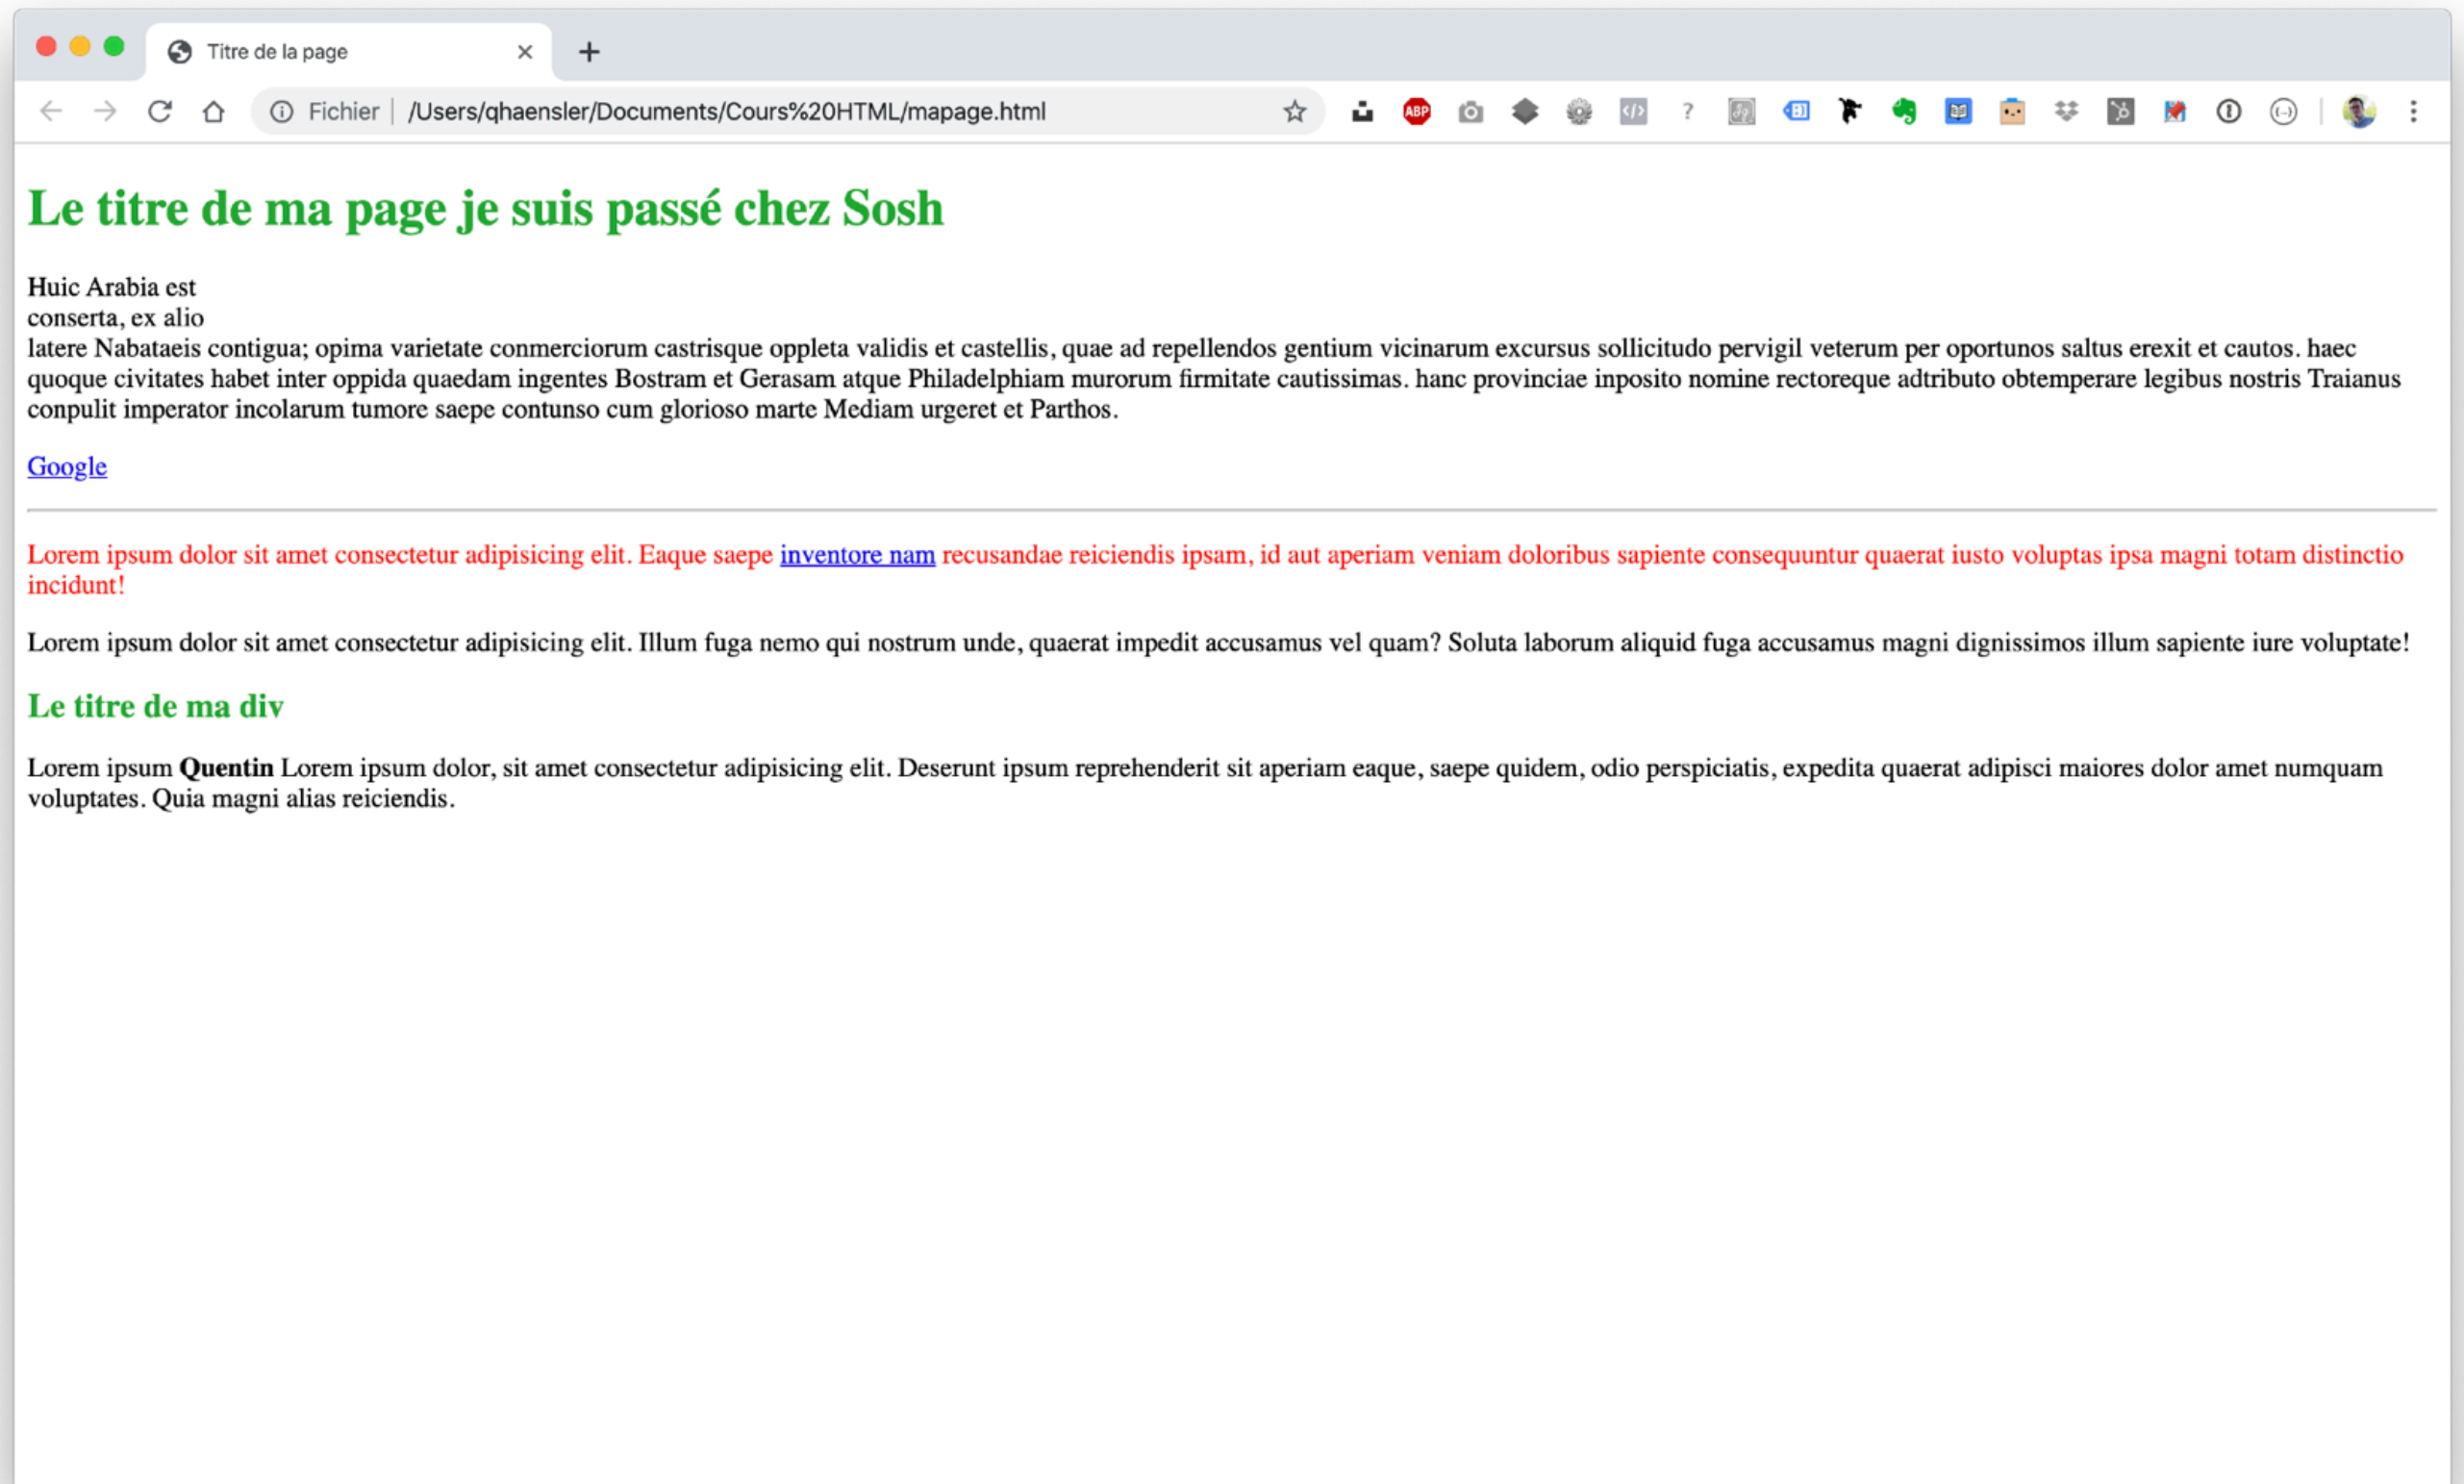 Titre de la page
Fichier /Users/qhaensler/Documents/Cours%20HTML/mapage.html ABP
Le titre de ma page je suis passé chez Sosh
Huic Arabia est
conserta, ex alio
latere Nabataeis contigua; opima varietate conmerciorum castrisque oppleta validis et castellis, quae ad repellendos gentium vicinarum excursus sollicitudo pervigil veterum per oportunos saltus erexit et cautos. haec
quoque civitates habet inter oppida quaedam ingentes Bostram et Gerasam atque Philadelphiam murorum firmitate cautissimas. hanc provinciae inposito nomine rectoreque adtributo obtemperare legibus nostris Traianus
conpulit imperator incolarum tumore saepe contunso cum glorioso marte Mediam urgeret et Parthos.
Google
Lorem ipsum dolor sit amet consectetur adipisicing elit. Eaque saepe inventore nam recusandae reiciendis ipsam, id aut aperiam veniam doloribus sapiente consequuntur quaerat iusto voluptas ipsa magni totam distinctio
incidunt!
Lorem ipsum dolor sit amet consectetur adipisicing elit. Illum fuga nemo qui nostrum unde, quaerat impedit accusamus vel quam? Soluta laborum aliquid fuga accusamus magni dignissimos illum sapiente iure voluptate!
Le titre de ma div
Lorem ipsum Quentin Lorem ipsum dolor, sit amet consectetur adipisicing elit. Deserunt ipsum reprehenderit sit aperiam eaque, saepe quidem, odio perspiciatis, expedita quaerat adipisci maiores dolor amet numquam
voluptates. Quia magni alias reiciendis.